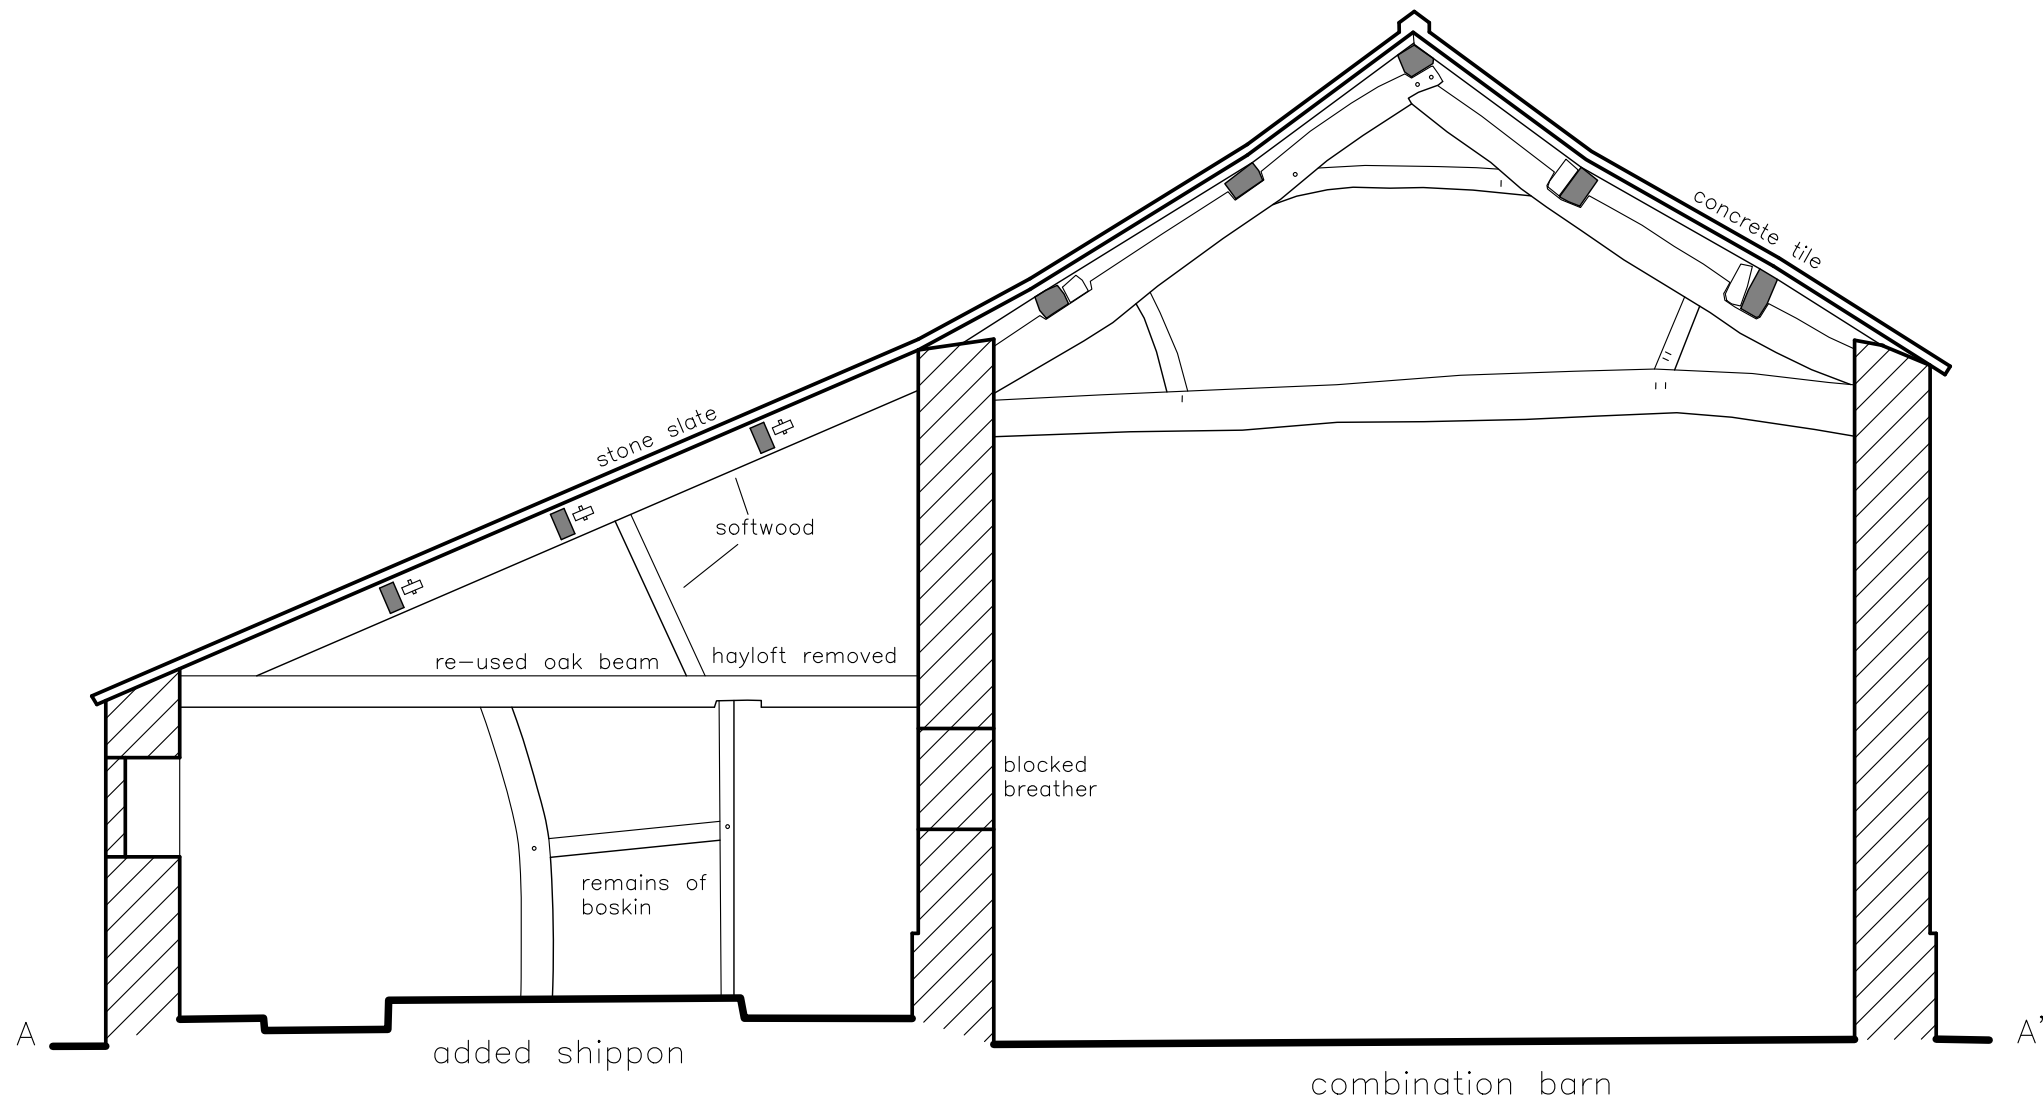 concrete tile
stone slate
softwood
re-used oak beam
hayloft removed
blocked
breather
remains of
boskin
A
A'
added shippon
combination barn